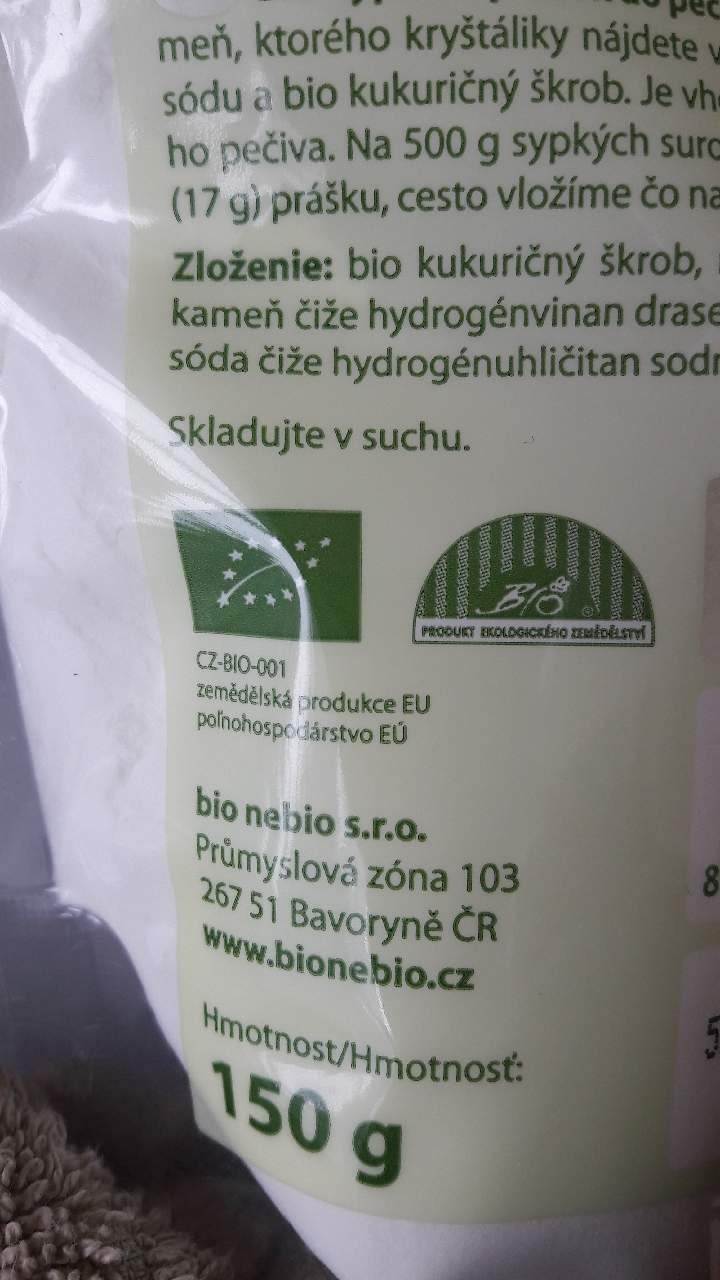 meň, ktorého kryštáliky nájdete v
sódu a bio kukuričný škrob. Je
ho pečiva. Na 500 g sypkých
(17 g) prášku, cesto vložíme čo
Zloženie: bio kukuričný škrob,
kameň čiže hydrogénvinan
sóda čiže hydrogénuhličitan
Skladujte v suchu.
BIO
PRODUKT EKOLOGICKÉHO ZEMĚDĚLSTVÍ
CZ-BIO-001
zemědělská produkce EU
poľnohospodárstvo EÚ
bio nebio s.r.o.
Průmyslová zóna 103
267 51 Bavoryně ČR
www.bionebio.cz
Hmotnost/Hmotnosť:
150 g
8
5